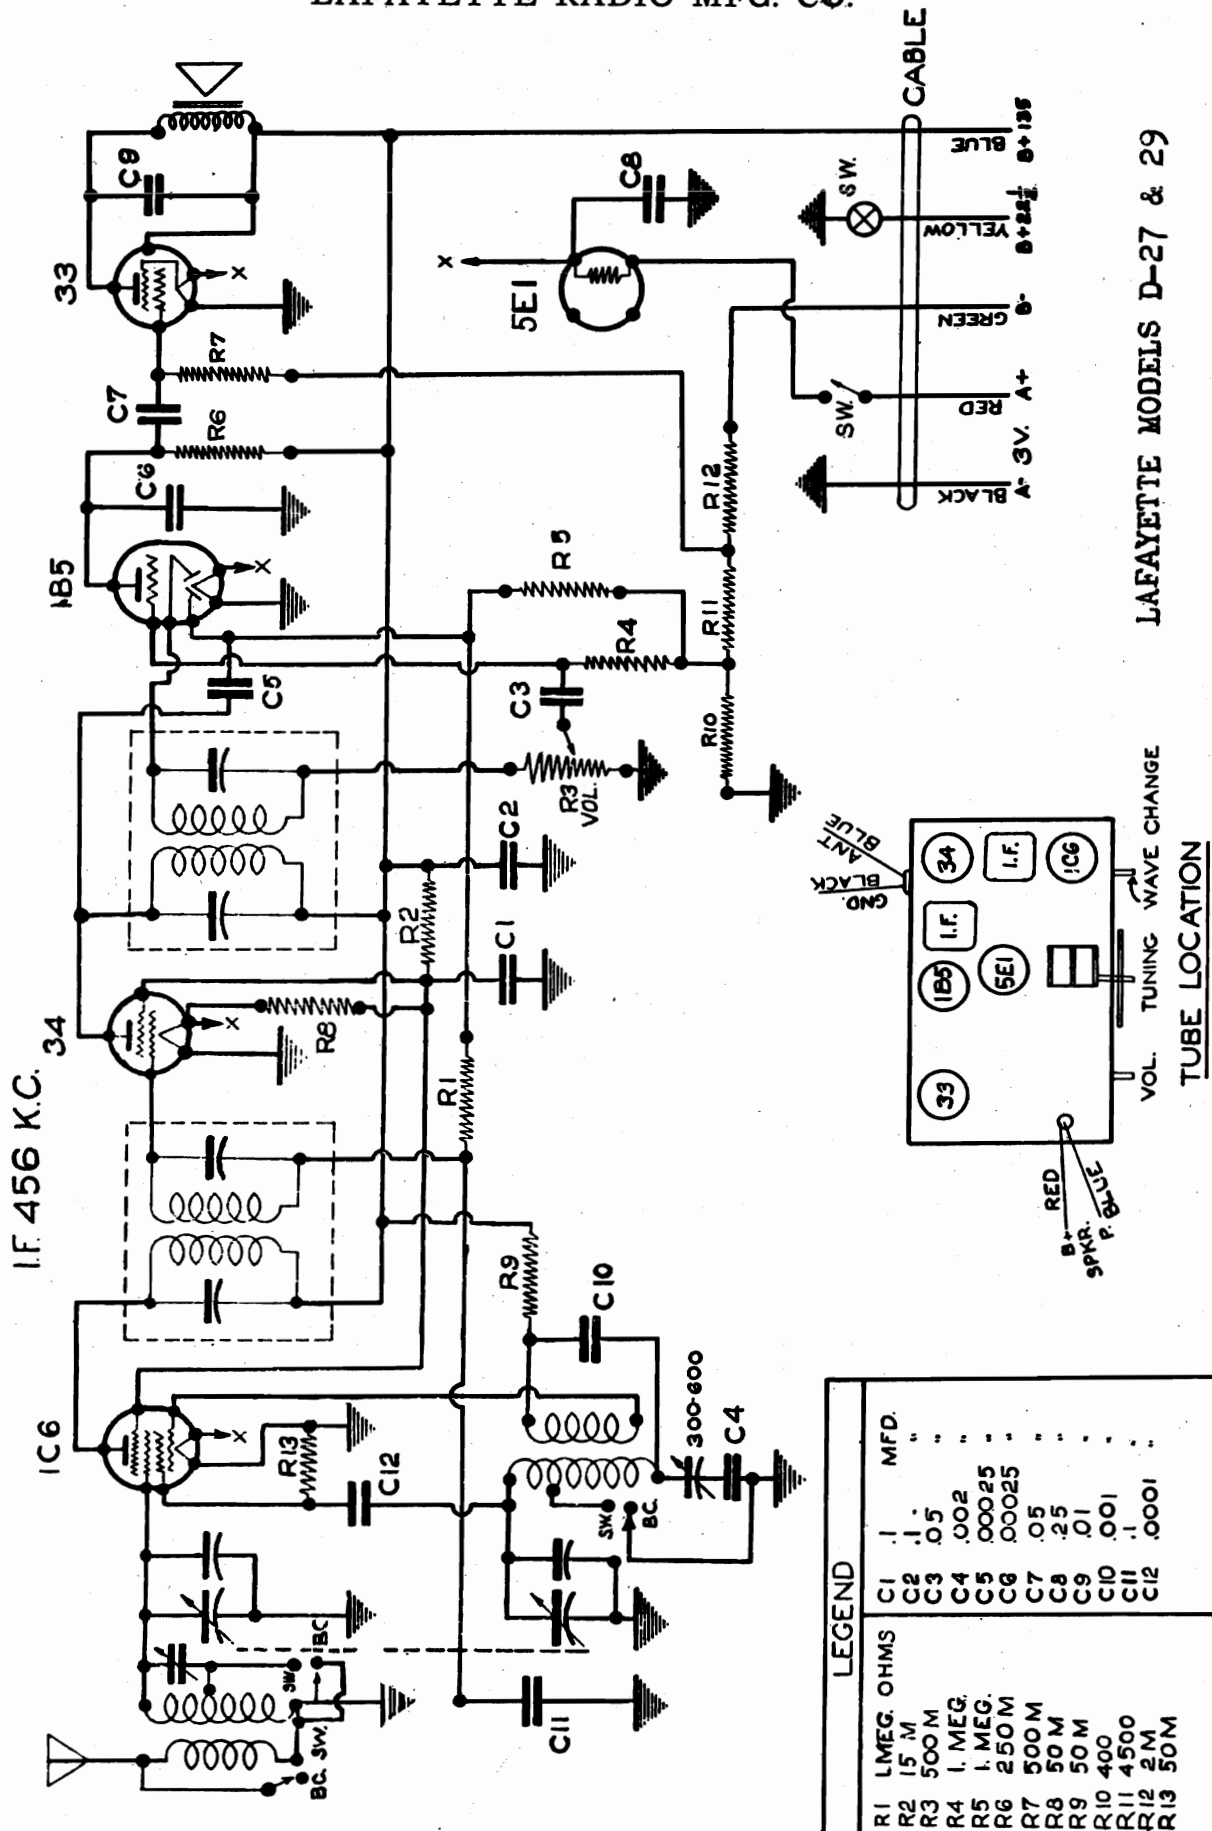 LAFAYETTE RADIO MFG. CO.
I.F. 456 K.C.
1C6
34
1B5
33
X
X
X
X
R13
C12
R8
C5
C6
R6
C7
R7
C9
R9
C10
300-600
C4
SW.
BC.
BC. SW.
SW
BC
C11
R1
R2
C1
C2
R3
VOL.
C3
R4
R5
R10
R11
R12
5E1
X
C8
SW.
SW.
CABLE
BLACK
RED
GREEN
YELLOW
BLUE
A- 3V. A+ B- B+22½ B+135
LAFAYETTE MODELS D-27 & 29
LEGEND
R1 1.MEG. OHMS C1 .1 MFD.
R2 15 M C2 .1 "
R3 500 M C3 .05 "
R4 1. MEG. C4 .002 "
R5 1. MEG. C5 .00025 "
R6 250 M C6 .00025 "
R7 500 M C7 .05 "
R8 50 M C8 .25 "
R9 50 M C9 .01 "
R10 400 C10 .001 "
R11 4500 C11 .1 "
R12 2 M C12 .0001 "
R13 50 M
GND. ANT
BLACK BLUE
33
1B5
I.F.
34
5E1
I.F.
1C6
RED
B+
SPKR.
P. BLUE
VOL. TUNING WAVE CHANGE
TUBE LOCATION